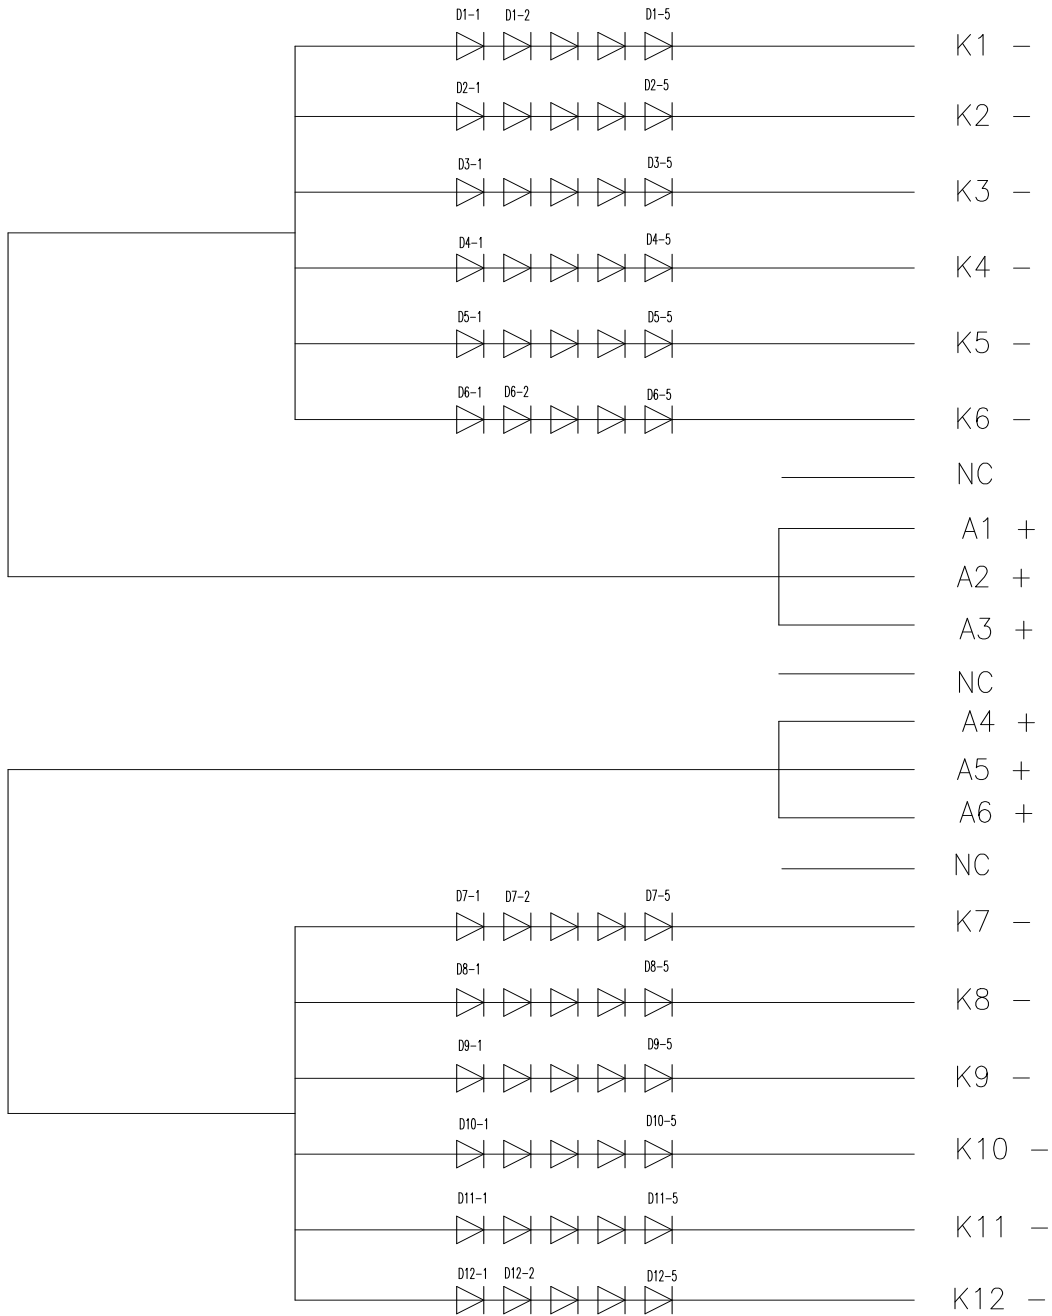 D1-1 D1-2 D1-5
K1 -
D2-1 D2-5
K2 -
D3-1 D3-5
K3 -
D4-1 D4-5
K4 -
D5-1 D5-5
K5 -
D6-1 D6-2 D6-5
K6 -
NC
A1 +
A2 +
A3 +
NC
A4 +
A5 +
A6 +
NC
D7-1 D7-2 D7-5
K7 -
D8-1 D8-5
K8 -
D9-1 D9-5
K9 -
D10-1 D10-5
K10 -
D11-1 D11-5
K11 -
D12-1 D12-2 D12-5
K12 -